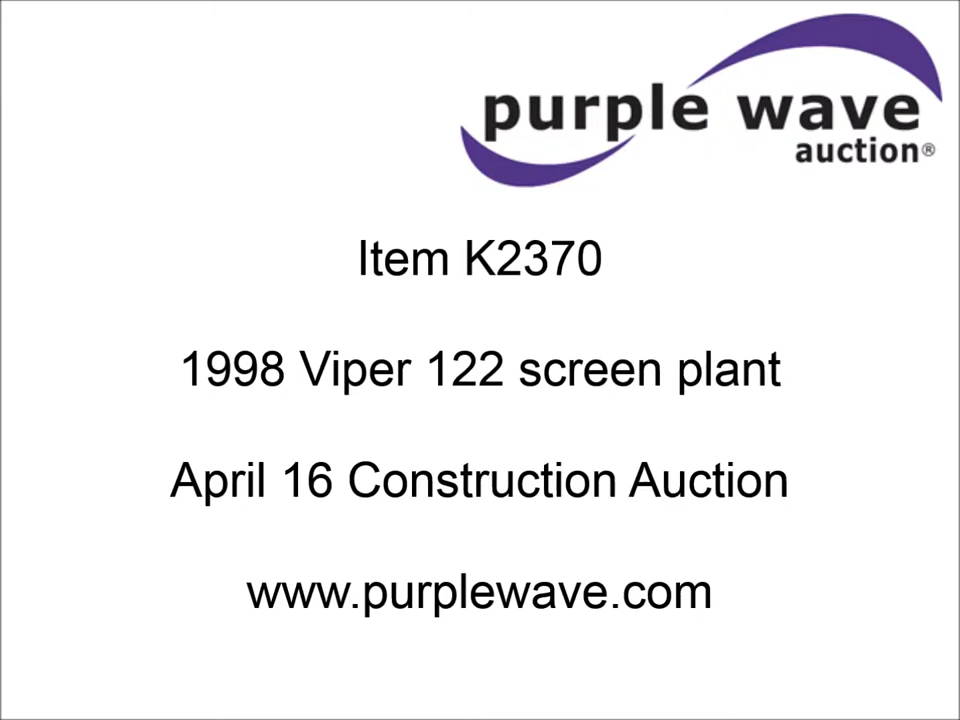 purple wave
auction®
Item K2370
1998 Viper 122 screen plant
April 16 Construction Auction
www.purplewave.com